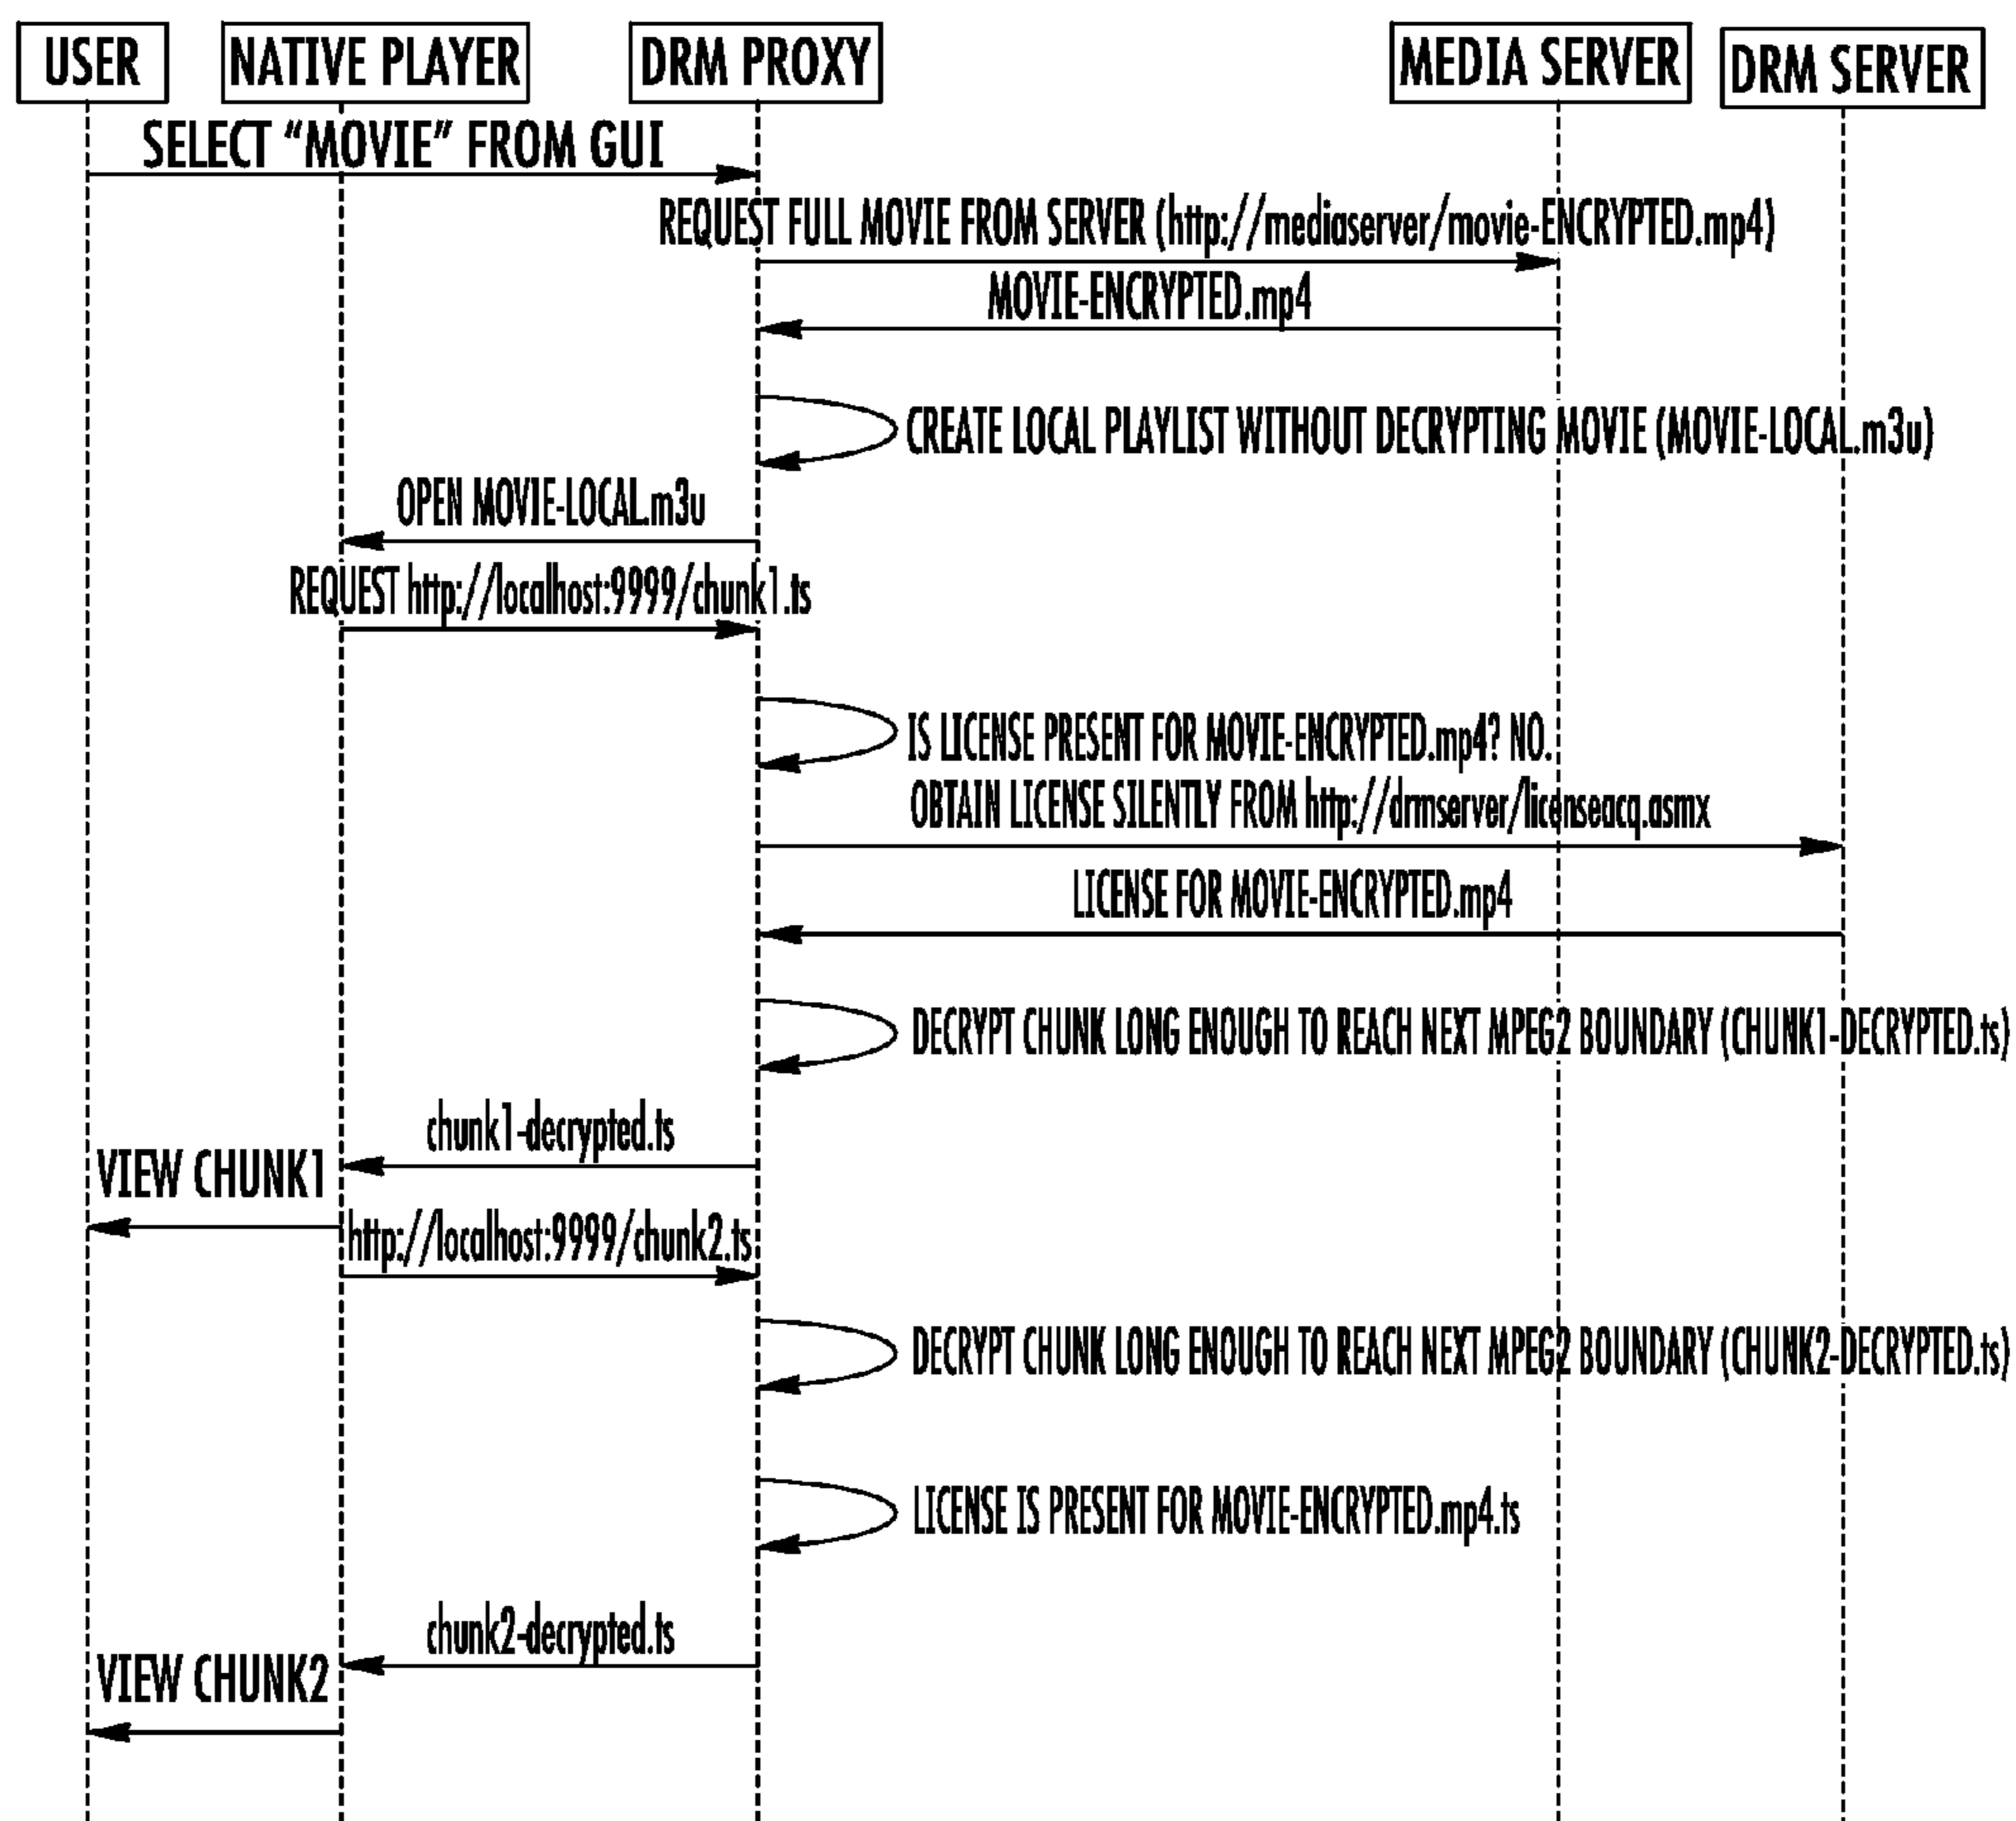 USER
NATIVE PLAYER
DRM PROXY
MEDIA SERVER
DRM SERVER
SELECT “MOVIE” FROM GUI
REQUEST FULL MOVIE FROM SERVER (http://mediaserver/movie-ENCRYPTED.mp4)
MOVIE-ENCRYPTED.mp4
CREATE LOCAL PLAYLIST WITHOUT DECRYPTING MOVIE (MOVIE-LOCAL.m3u)
OPEN MOVIE-LOCAL.m3u
REQUEST http://localhost:9999/chunk1.ts
IS LICENSE PRESENT FOR MOVIE-ENCRYPTED.mp4? NO.
OBTAIN LICENSE SILENTLY FROM http://drmserver/licenseacq.asmx
LICENSE FOR MOVIE-ENCRYPTED.mp4
DECRYPT CHUNK LONG ENOUGH TO REACH NEXT MPEG2 BOUNDARY (CHUNK1-DECRYPTED.ts)
chunk1-decrypted.ts
VIEW CHUNK1
http://localhost:9999/chunk2.ts
DECRYPT CHUNK LONG ENOUGH TO REACH NEXT MPEG2 BOUNDARY (CHUNK2-DECRYPTED.ts)
LICENSE IS PRESENT FOR MOVIE-ENCRYPTED.mp4.ts
chunk2-decrypted.ts
VIEW CHUNK2